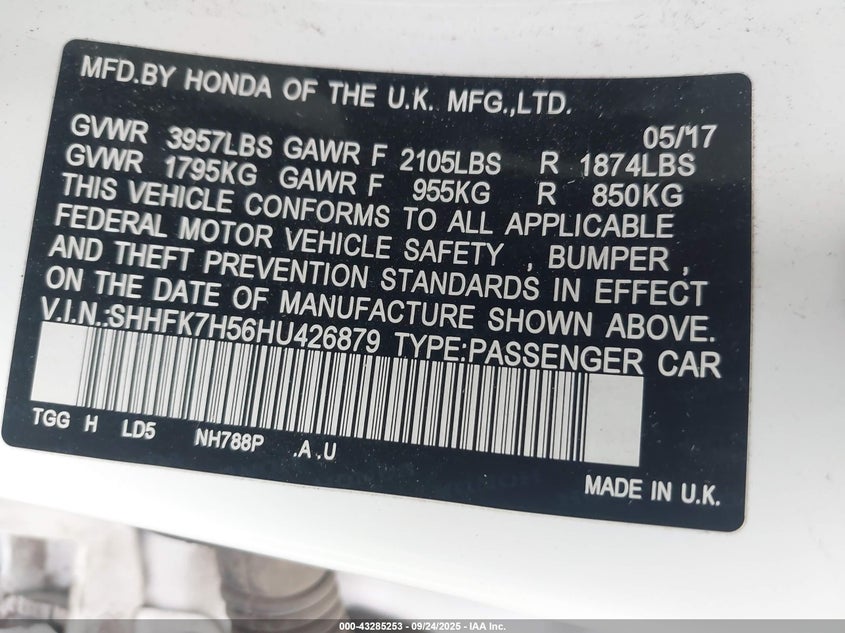 MFD.BY HONDA OF THE U.K. MFG.,LTD.
05/17
GVWR 3957LBS GAWR F 2105LBS R 1874LBS
GVWR 1795KG GAWR F 955KG R 850KG
THIS VEHICLE CONFORMS TO ALL APPLICABLE
FEDERAL MOTOR VEHICLE SAFETY , BUMPER ,
AND THEFT PREVENTION STANDARDS IN EFFECT
ON THE DATE OF MANUFACTURE SHOWN ABOVE.
V.I.N.:SHHFK7H56HU426879 TYPE:PASSENGER CAR
TGG H LD5 NH788P .A .U
MADE IN U.K.
000-43285253 - 09/24/2025 - IAA Inc.